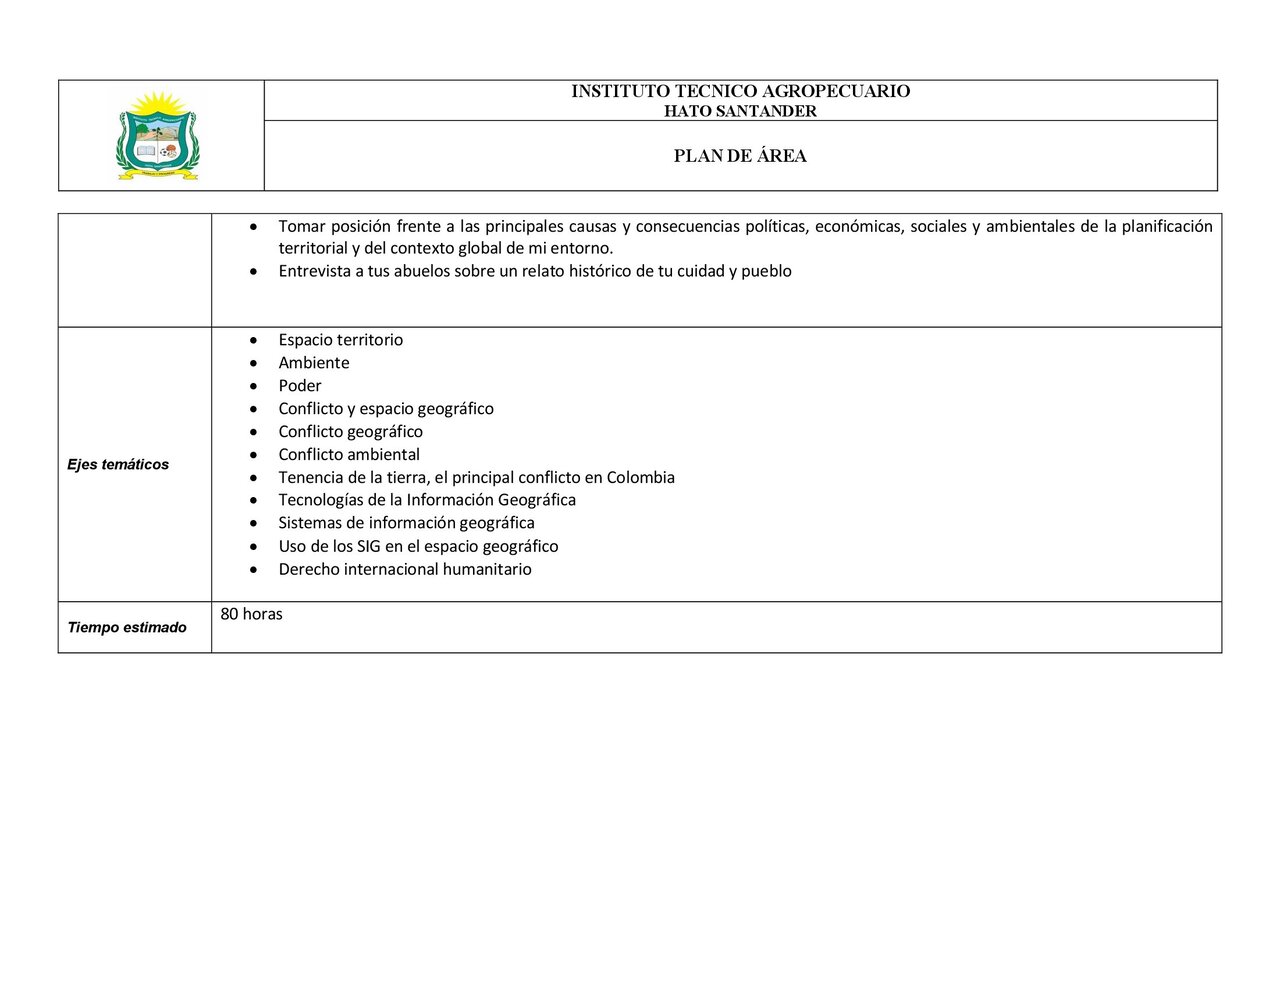 INSTITUTO TECNICO AGROPECUARIO
HATO SANTANDER
PLAN DE ÁREA
• Tomar posición frente a las principales causas y consecuencias políticas, económicas, sociales y ambientales de la planificación
territorial y del contexto global de mi entorno.
• Entrevista a tus abuelos sobre un relato histórico de tu cuidad y pueblo
Ejes temáticos
• Espacio territorio
• Ambiente
• Poder
• Conflicto y espacio geográfico
• Conflicto geográfico
• Conflicto ambiental
• Tenencia de la tierra, el principal conflicto en Colombia
• Tecnologías de la Información Geográfica
• Sistemas de información geográfica
• Uso de los SIG en el espacio geográfico
• Derecho internacional humanitario
Tiempo estimado
80 horas